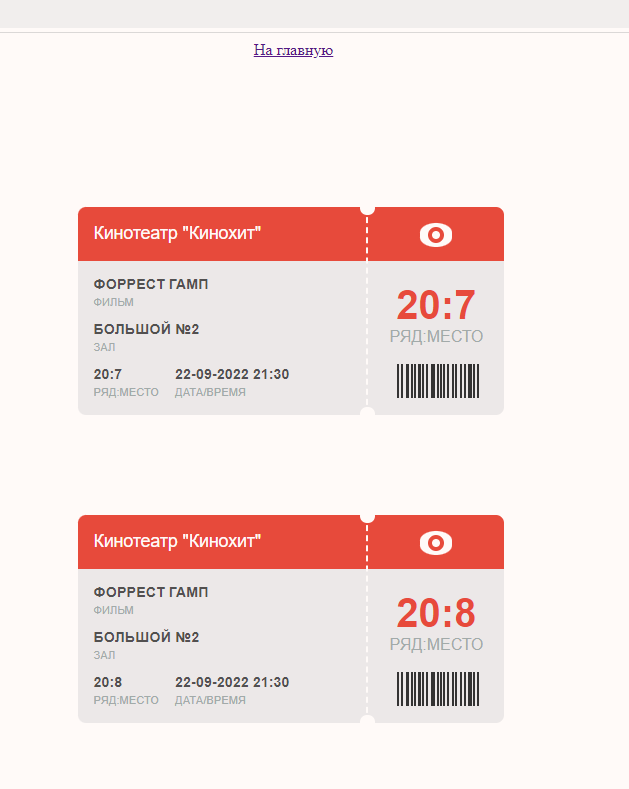 На главную
Кинотеатр "Кинохит"
ФОРРЕСТ ГАМП
ФИЛЬМ
БОЛЬШОЙ №2
ЗАЛ
20:7 22-09-2022 21:30
РЯД:МЕСТО ДАТА/ВРЕМЯ
20:7
РЯД:МЕСТО
Кинотеатр "Кинохит"
ФОРРЕСТ ГАМП
ФИЛЬМ
БОЛЬШОЙ №2
ЗАЛ
20:8 22-09-2022 21:30
РЯД:МЕСТО ДАТА/ВРЕМЯ
20:8
РЯД:МЕСТО